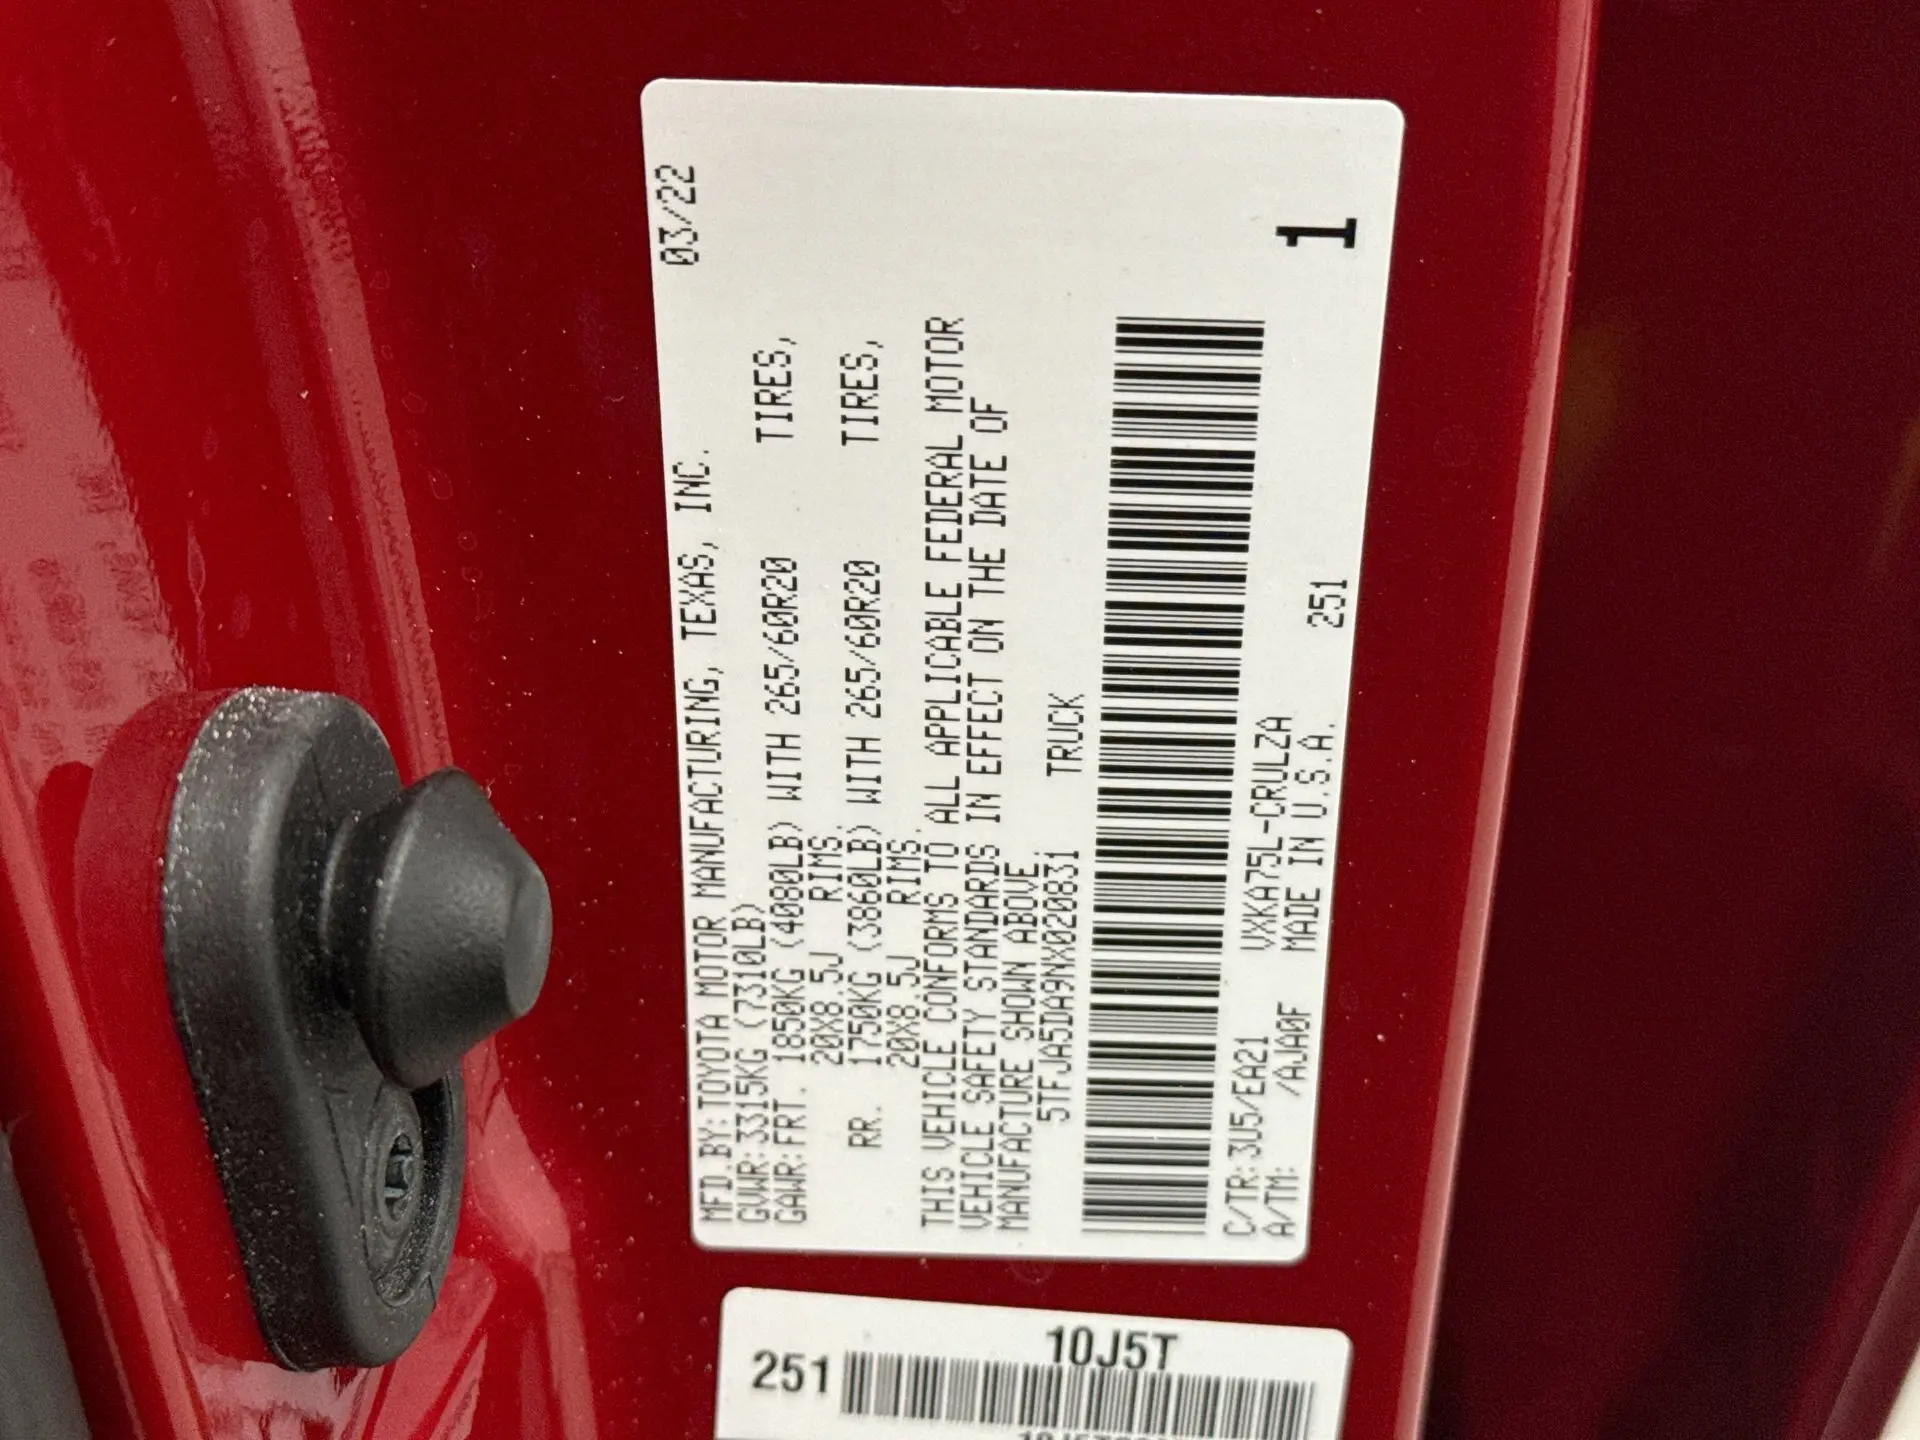 03/22
MFD.BY:TOYOTA MOTOR MANUFACTURING, TEXAS, INC.
GVWR:3315KG (7310LB)
GAWR:FRT. 1850KG (4080LB) WITH 265/60R20 TIRES,
20X8.5J RIMS.
RR. 1750KG (3860LB) WITH 265/60R20 TIRES,
20X8.5J RIMS.
THIS VEHICLE CONFORMS TO ALL APPLICABLE FEDERAL MOTOR
VEHICLE SAFETY STANDARDS IN EFFECT ON THE DATE OF
MANUFACTURE SHOWN ABOVE
5TFJA5DA9NX020831 TRUCK
C/TR:3U5/EA21 VXKA75L-CRULZA
A/TM: /AJA0F MADE IN U.S.A. 251
1
10J5T
251